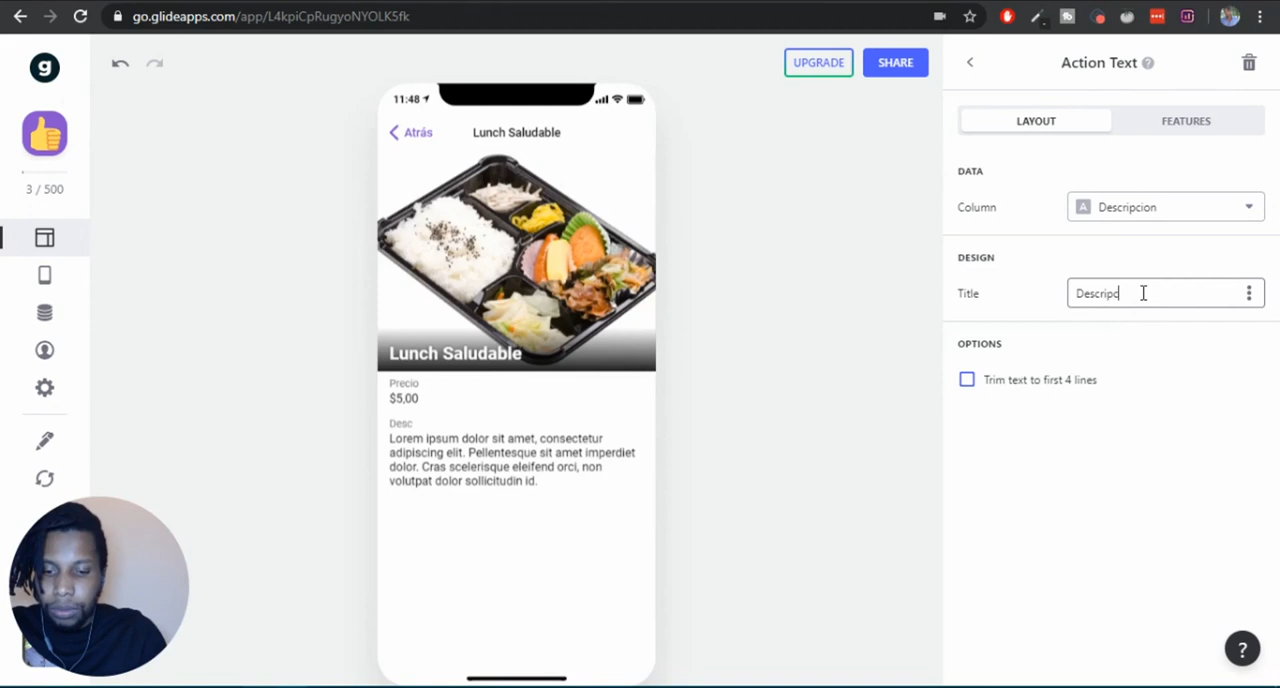 go.glideapps.com/app/L4kpiCpRugyoNYOLK5fk
g
3 / 500
UPGRADE
SHARE
11:48
Atrás
Lunch Saludable
Lunch Saludable
Precio
$5,00
Desc
Lorem ipsum dolor sit amet, consectetur
adipiscing elit. Pellentesque sit amet imperdiet
dolor. Cras scelerisque eleifend orci, non
volutpat dolor sollicitudin id.
Action Text ?
LAYOUT
FEATURES
DATA
Column
A Descripcion
DESIGN
Title
Descripc
OPTIONS
Trim text to first 4 lines
?